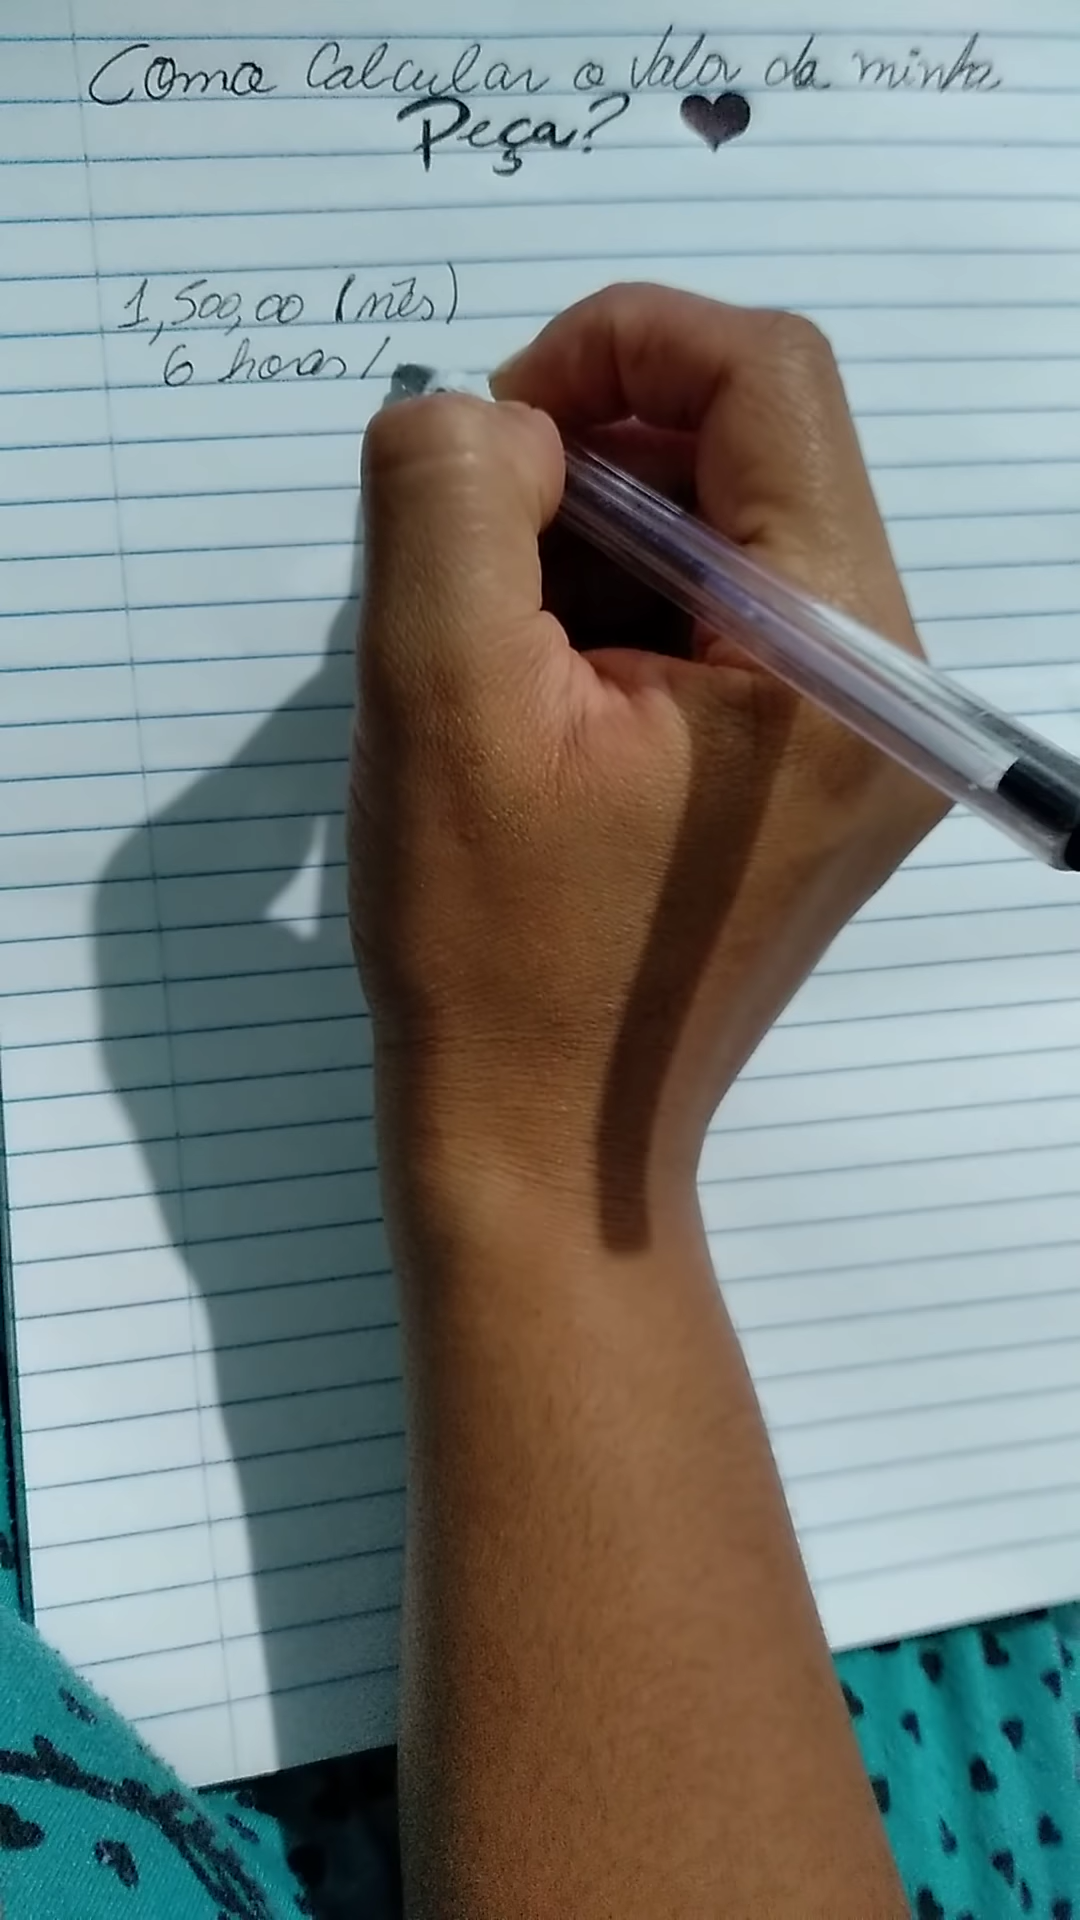 Como Calcular o Valor da minha
Peça? ♥
1,500,00 (mês)
6 horas /